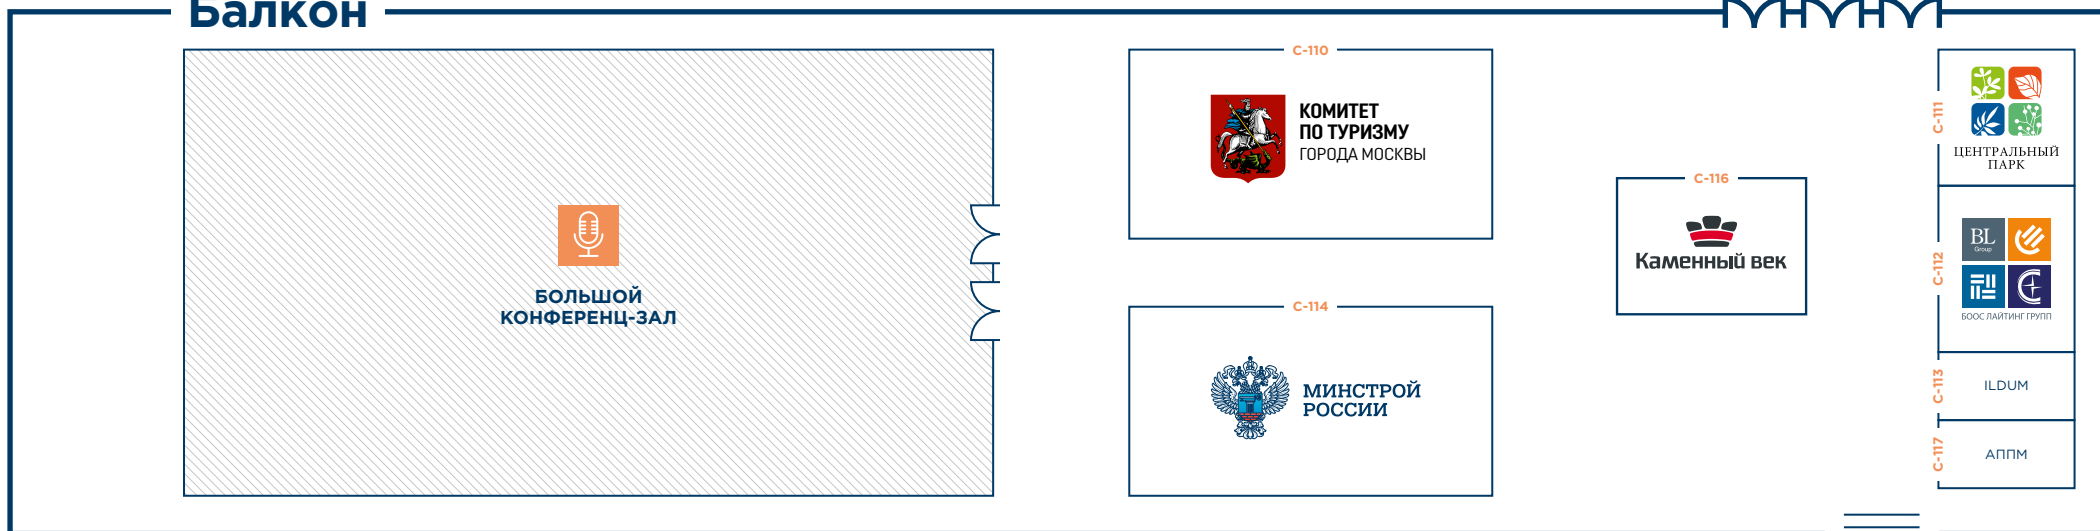 Балкон
БОЛЬШОЙ
КОНФЕРЕНЦ-ЗАЛ
С-110
КОМИТЕТ
ПО ТУРИЗМУ
ГОРОДА МОСКВЫ
С-114
МИНСТРОЙ
РОССИИ
С-116
Каменный век
С-111
ЦЕНТРАЛЬНЫЙ
ПАРК
С-112
BL
Group
БООС ЛАЙТИНГ ГРУПП
С-113
ILDUM
С-117
АППМ